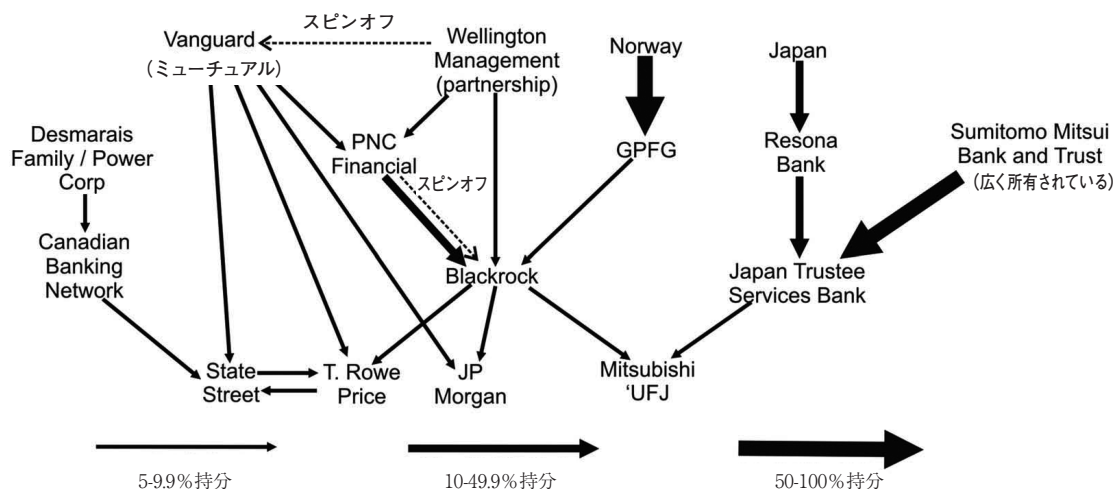 スピンオフ
Vanguard
(ミューチュアル)
Wellington
Management
(partnership)
Norway
Japan
Desmarais
Family / Power
Corp
PNC
Financial
スピンオフ
GPFG
Resona
Bank
Sumitomo Mitsui
Bank and Trust
(広く所有されている)
Canadian
Banking
Network
Blackrock
Japan Trustee
Services Bank
State
Street
T. Rowe
Price
JP
Morgan
Mitsubishi
‘UFJ
5-9.9%持分
10-49.9%持分
50-100%持分